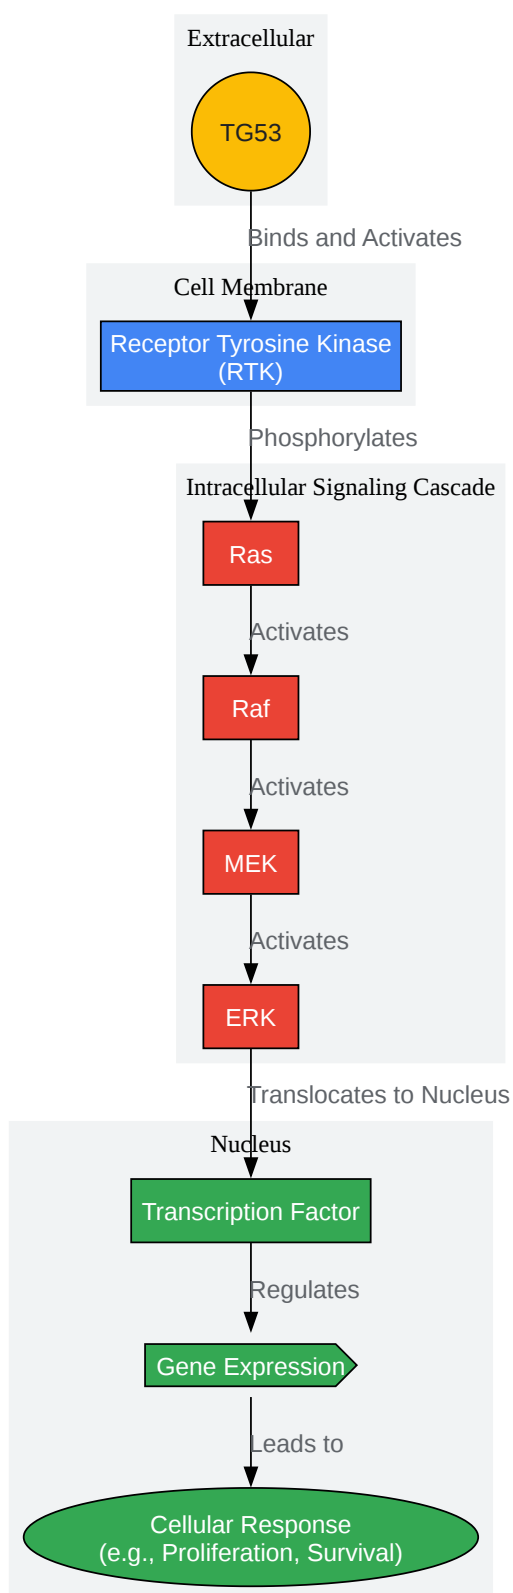 Extracellular
TG53
Binds and Activates
Cell Membrane
Receptor Tyrosine Kinase
(RTK)
Phosphorylates
Intracellular Signaling Cascade
Ras
Activates
Raf
Activates
MEK
Activates
ERK
Translocates to Nucleus
Nucleus
Transcription Factor
Regulates
Gene Expression
Leads to
Cellular Response
(e.g., Proliferation, Survival)